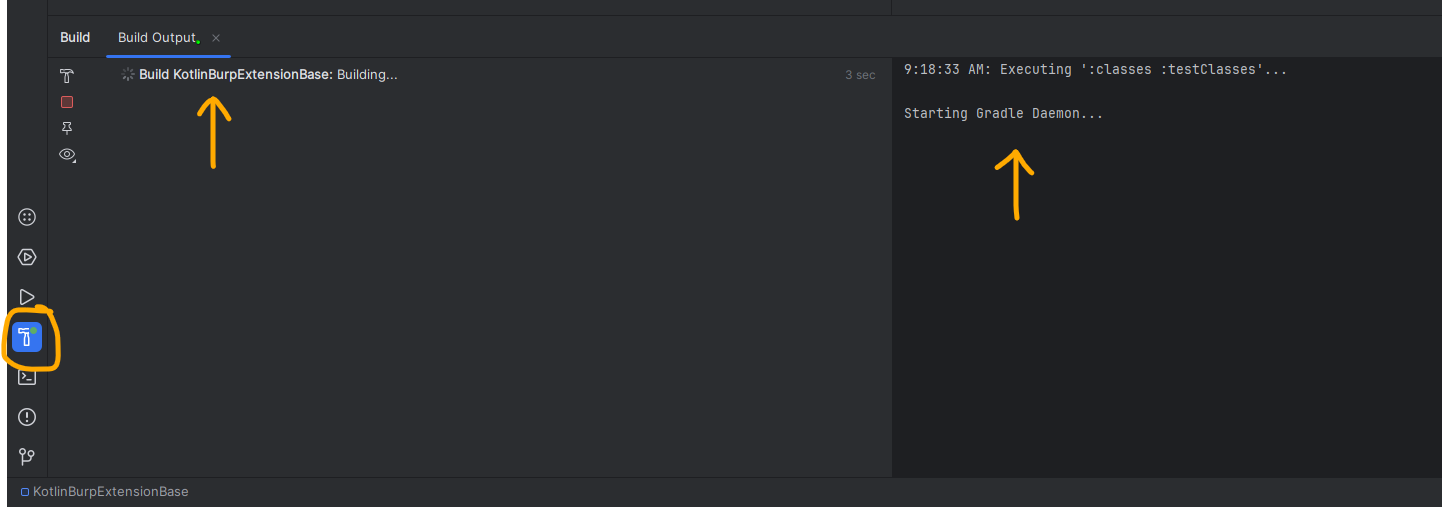 Build
Build Output
Build KotlinBurpExtensionBase: Building...
3 sec
9:18:33 AM: Executing ':classes :testClasses'...
Starting Gradle Daemon...
KotlinBurpExtensionBase